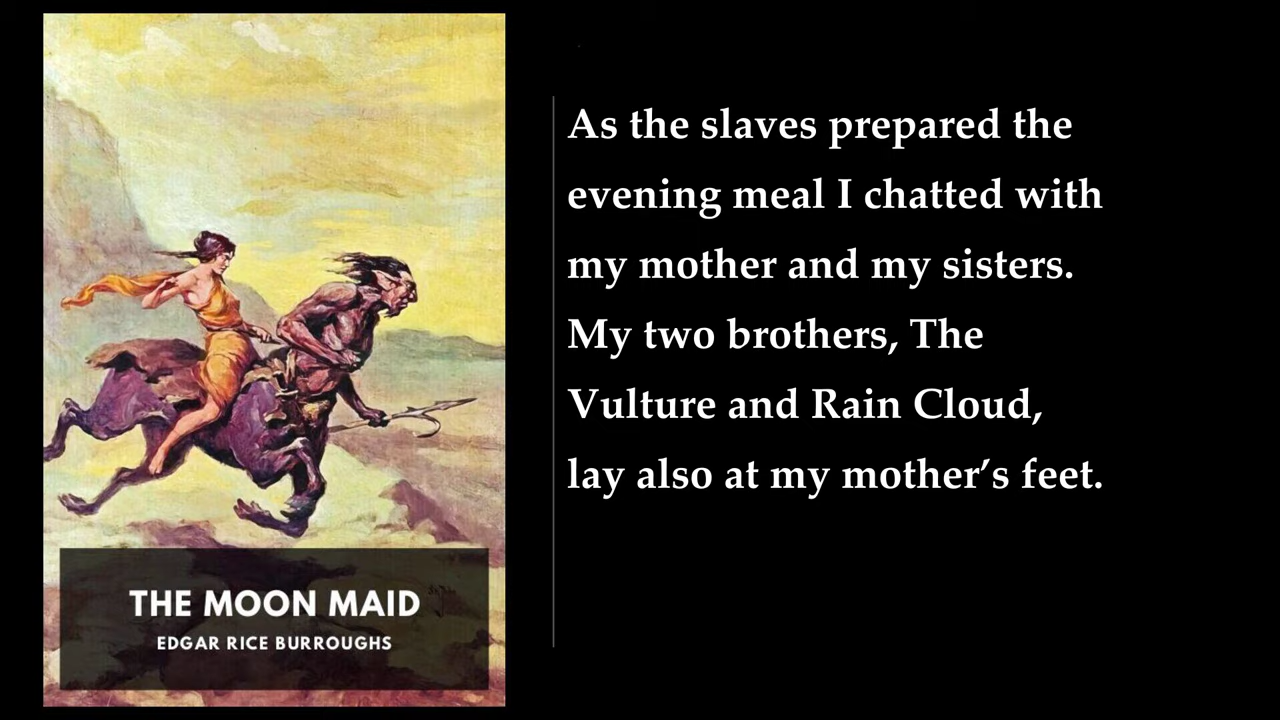 As the slaves prepared the
evening meal I chatted with
my mother and my sisters.
My two brothers, The
Vulture and Rain Cloud,
lay also at my mother’s feet.
THE MOON MAID
EDGAR RICE BURROUGHS